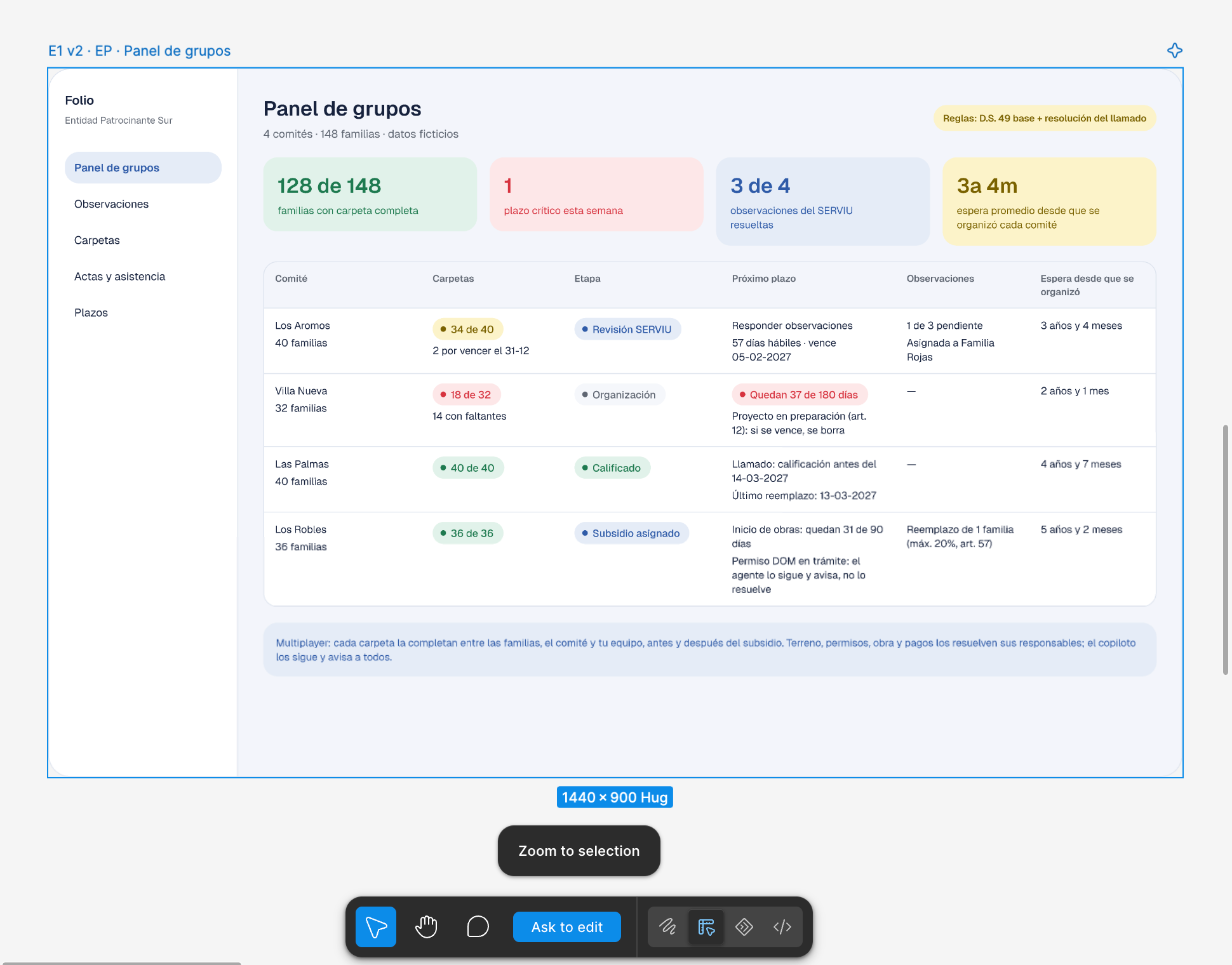 E1 v2 · EP · Panel de grupos
Folio
Entidad Patrocinante Sur
Panel de grupos
Observaciones
Carpetas
Actas y asistencia
Plazos
Panel de grupos
4 comités · 148 familias · datos ficticios
Reglas: D.S. 49 base + resolución del llamado
128 de 148
familias con carpeta completa
1
plazo crítico esta semana
3 de 4
observaciones del SERVIU
resueltas
3a 4m
espera promedio desde que se
organizó cada comité
Comité
Carpetas
Etapa
Próximo plazo
Observaciones
Espera desde que se
organizó
Los Aromos
40 familias
34 de 40
2 por vencer el 31-12
Revisión SERVIU
Responder observaciones
57 días hábiles · vence
05-02-2027
1 de 3 pendiente
Asignada a Familia
Rojas
3 años y 4 meses
Villa Nueva
32 familias
18 de 32
14 con faltantes
Organización
Quedan 37 de 180 días
Proyecto en preparación (art.
12): si se vence, se borra
—
2 años y 1 mes
Las Palmas
40 familias
40 de 40
Calificado
Llamado: calificación antes del
14-03-2027
Último reemplazo: 13-03-2027
—
4 años y 7 meses
Los Robles
36 familias
36 de 36
Subsidio asignado
Inicio de obras: quedan 31 de 90
días
Permiso DOM en trámite: el
agente lo sigue y avisa, no lo
resuelve
Reemplazo de 1 familia
(máx. 20%, art. 57)
5 años y 2 meses
Multiplayer: cada carpeta la completan entre las familias, el comité y tu equipo, antes y después del subsidio. Terreno, permisos, obra y pagos los resuelven sus responsables; el copiloto
los sigue y avisa a todos.
1440 × 900 Hug
Zoom to selection
Ask to edit